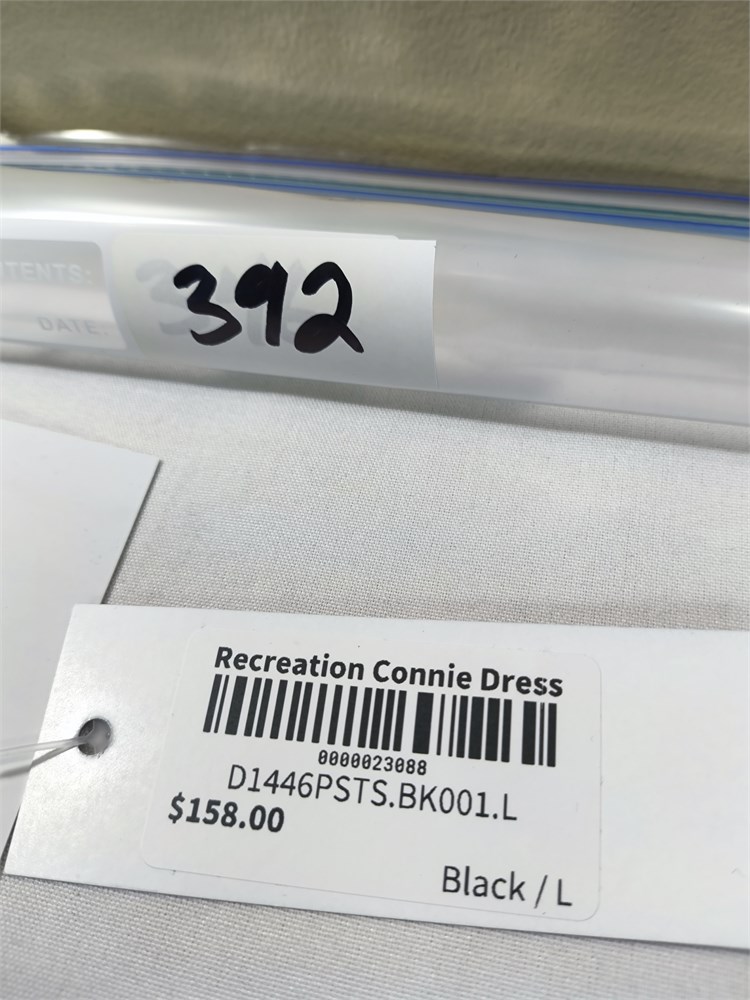 TENTS:
DATE:
392
Recreation Connie Dress
0000023088
D1446PSTS.BK001.L
$158.00
Black / L